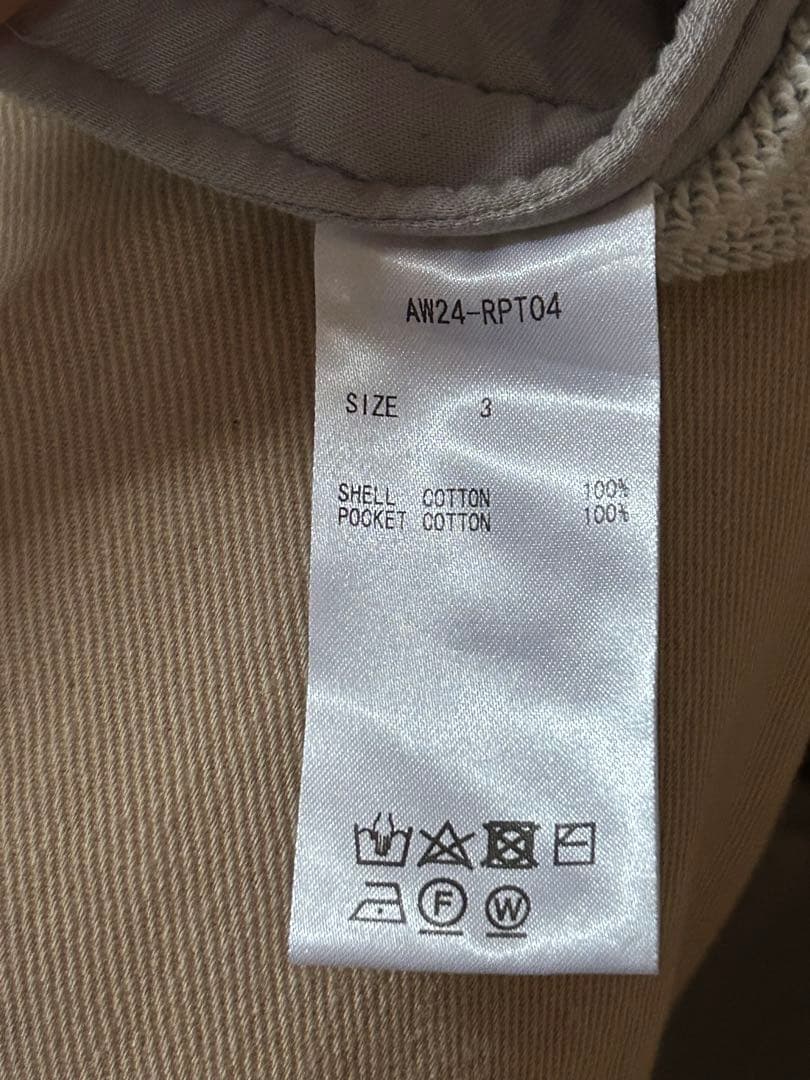 AW24-RPT04
SIZE 3
SHELL COTTON 100%
POCKET COTTON 100%
F W